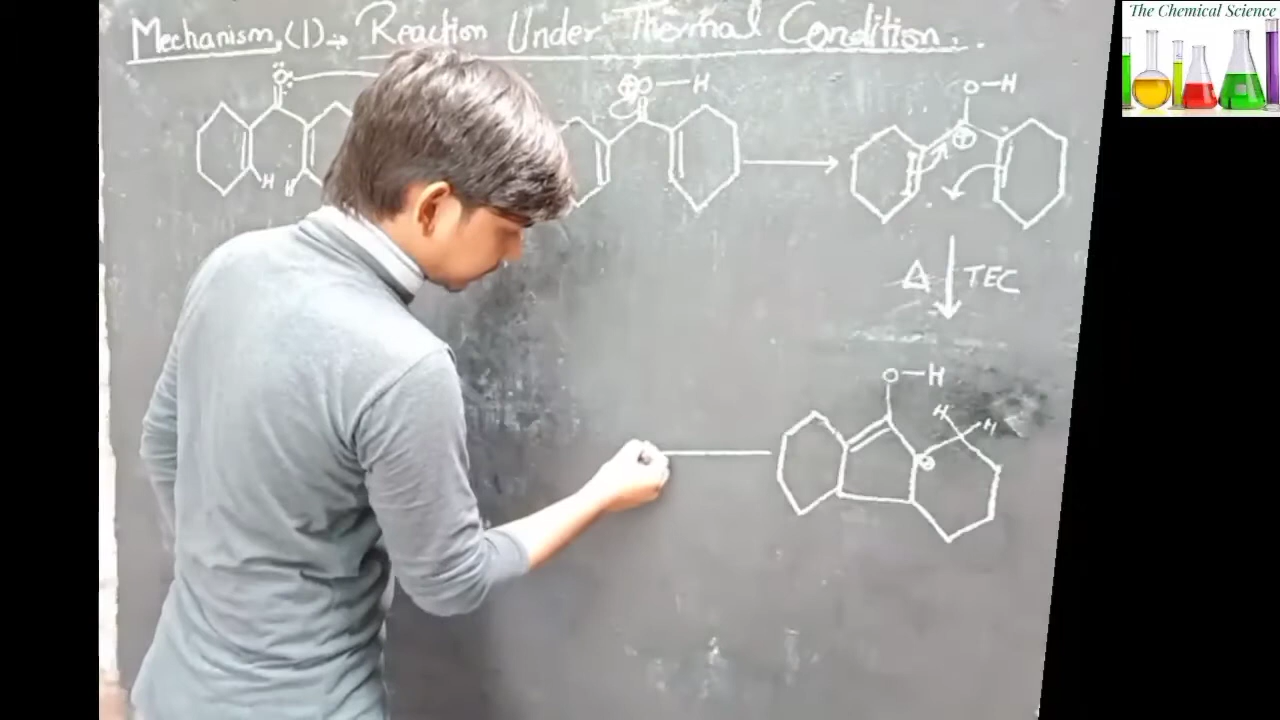 The Chemical Science
Mechanism (1):→ Reaction Under Thermal Condition.
Ö: ⊕O—H O—H
H H ⊕
Δ TEC
O—H
H H
⊕